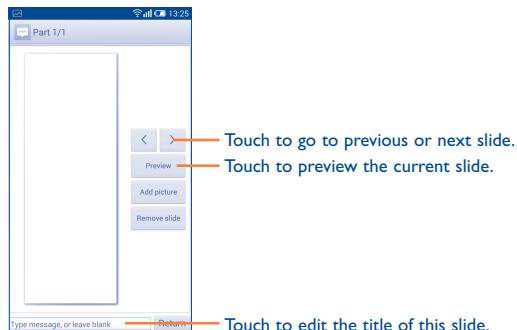 13:25
Part 1/1
Touch to go to previous or next slide.
Preview
Touch to preview the current slide.
Add picture
Remove slide
Type message, or leave blank
Return
Touch to edit the title of this slide.